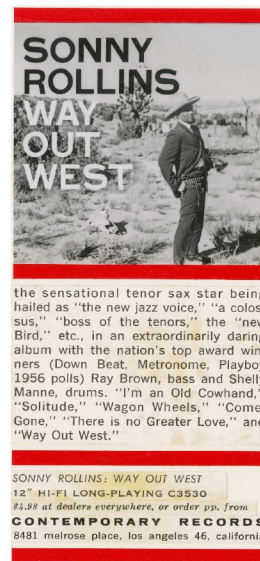 SONNY
ROLLINS
WAY
OUT
WEST
the sensational tenor sax star being
hailed as "the new jazz voice," "a colos-
sus," "boss of the tenors," the "new
Bird," etc., in an extraordinarily daring
album with the nation's top award win-
ners (Down Beat, Metronome, Playboy
1956 polls) Ray Brown, bass and Shelly
Manne, drums. "I'm an Old Cowhand,"
"Solitude," "Wagon Wheels," "Come,
Gone," "There is no Greater Love," and
"Way Out West."
SONNY ROLLINS: WAY OUT WEST
12" HI-FI LONG-PLAYING C3530
$4.98 at dealers everywhere, or order pp. from
CONTEMPORARY RECORDS
8481 melrose place, los angeles 46, california